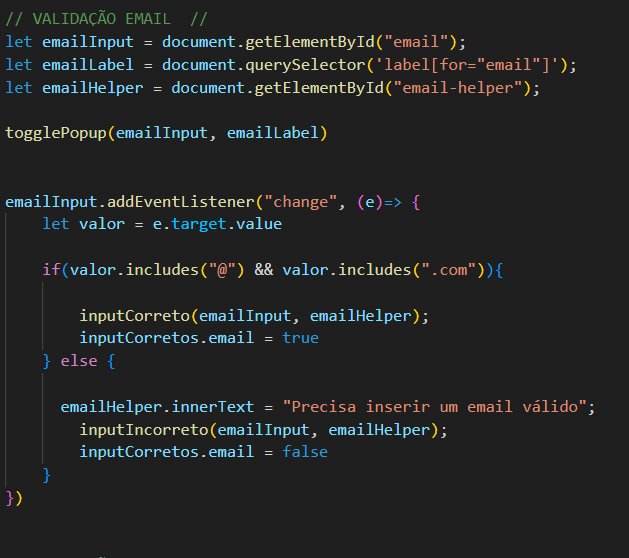 // VALIDAÇÃO EMAIL  //
let emailInput = document.getElementById("email");
let emailLabel = document.querySelector('label[for="email"]');
let emailHelper = document.getElementById("email-helper");
togglePopup(emailInput, emailLabel)
emailInput.addEventListener("change", (e)=> {
    let valor = e.target.value
    if(valor.includes("@") && valor.includes(".com")){
        inputCorreto(emailInput, emailHelper);
        inputCorretos.email = true
    } else {
      emailHelper.innerText = "Precisa inserir um email válido";
        inputIncorreto(emailInput, emailHelper);
        inputCorretos.email = false
    }
})